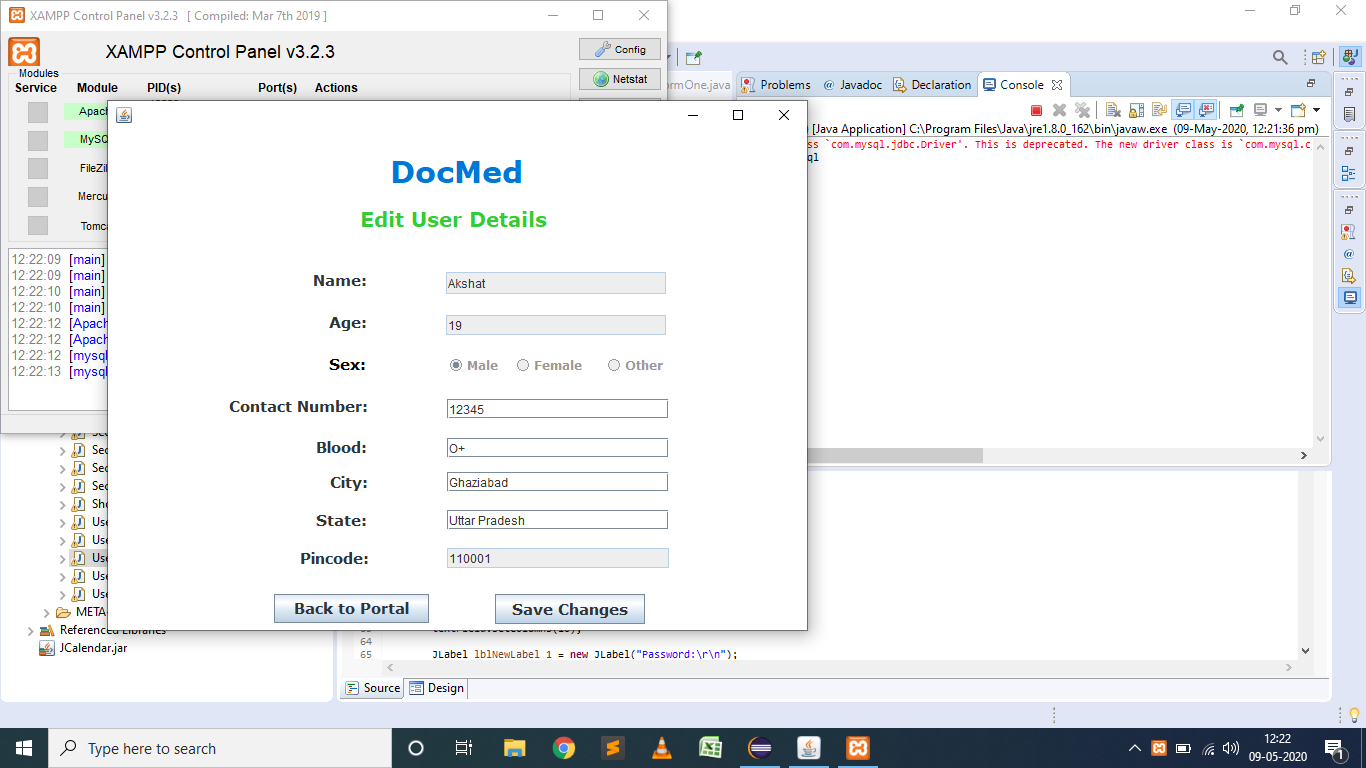 XAMPP Control Panel v3.2.3 [ Compiled: Mar 7th 2019 ]
XAMPP Control Panel v3.2.3
Config
Netstat
Modules
Service Module PID(s) Port(s) Actions
Apach
MySQ
FileZil
Mercu
Tomca
12:22:09 [main]
12:22:09 [main]
12:22:10 [main]
12:22:10 [main]
12:22:12 [Apach
12:22:12 [Apach
12:22:12 [mysql
12:22:13 [mysql
DocMed
Edit User Details
Name: Akshat
Age: 19
Sex: Male Female Other
Contact Number: 12345
Blood: O+
City: Ghaziabad
State: Uttar Pradesh
Pincode: 110001
Back to Portal Save Changes
ormOne.java
Problems @ Javadoc Declaration Console
) [Java Application] C:\Program Files\Java\jre1.8.0_162\bin\javaw.exe (09-May-2020, 12:21:36 pm)
ss `com.mysql.jdbc.Driver'. This is deprecated. The new driver class is `com.mysql.c
ql
Sec
Sec
Sec
Sho
Use
Use
Use
Use
Use
META-
Referenced Libraries
JCalendar.jar
64
65 JLabel lblNewLabel_1 = new JLabel("Password:\r\n");
Source Design
Type here to search
12:22
09-05-2020
1